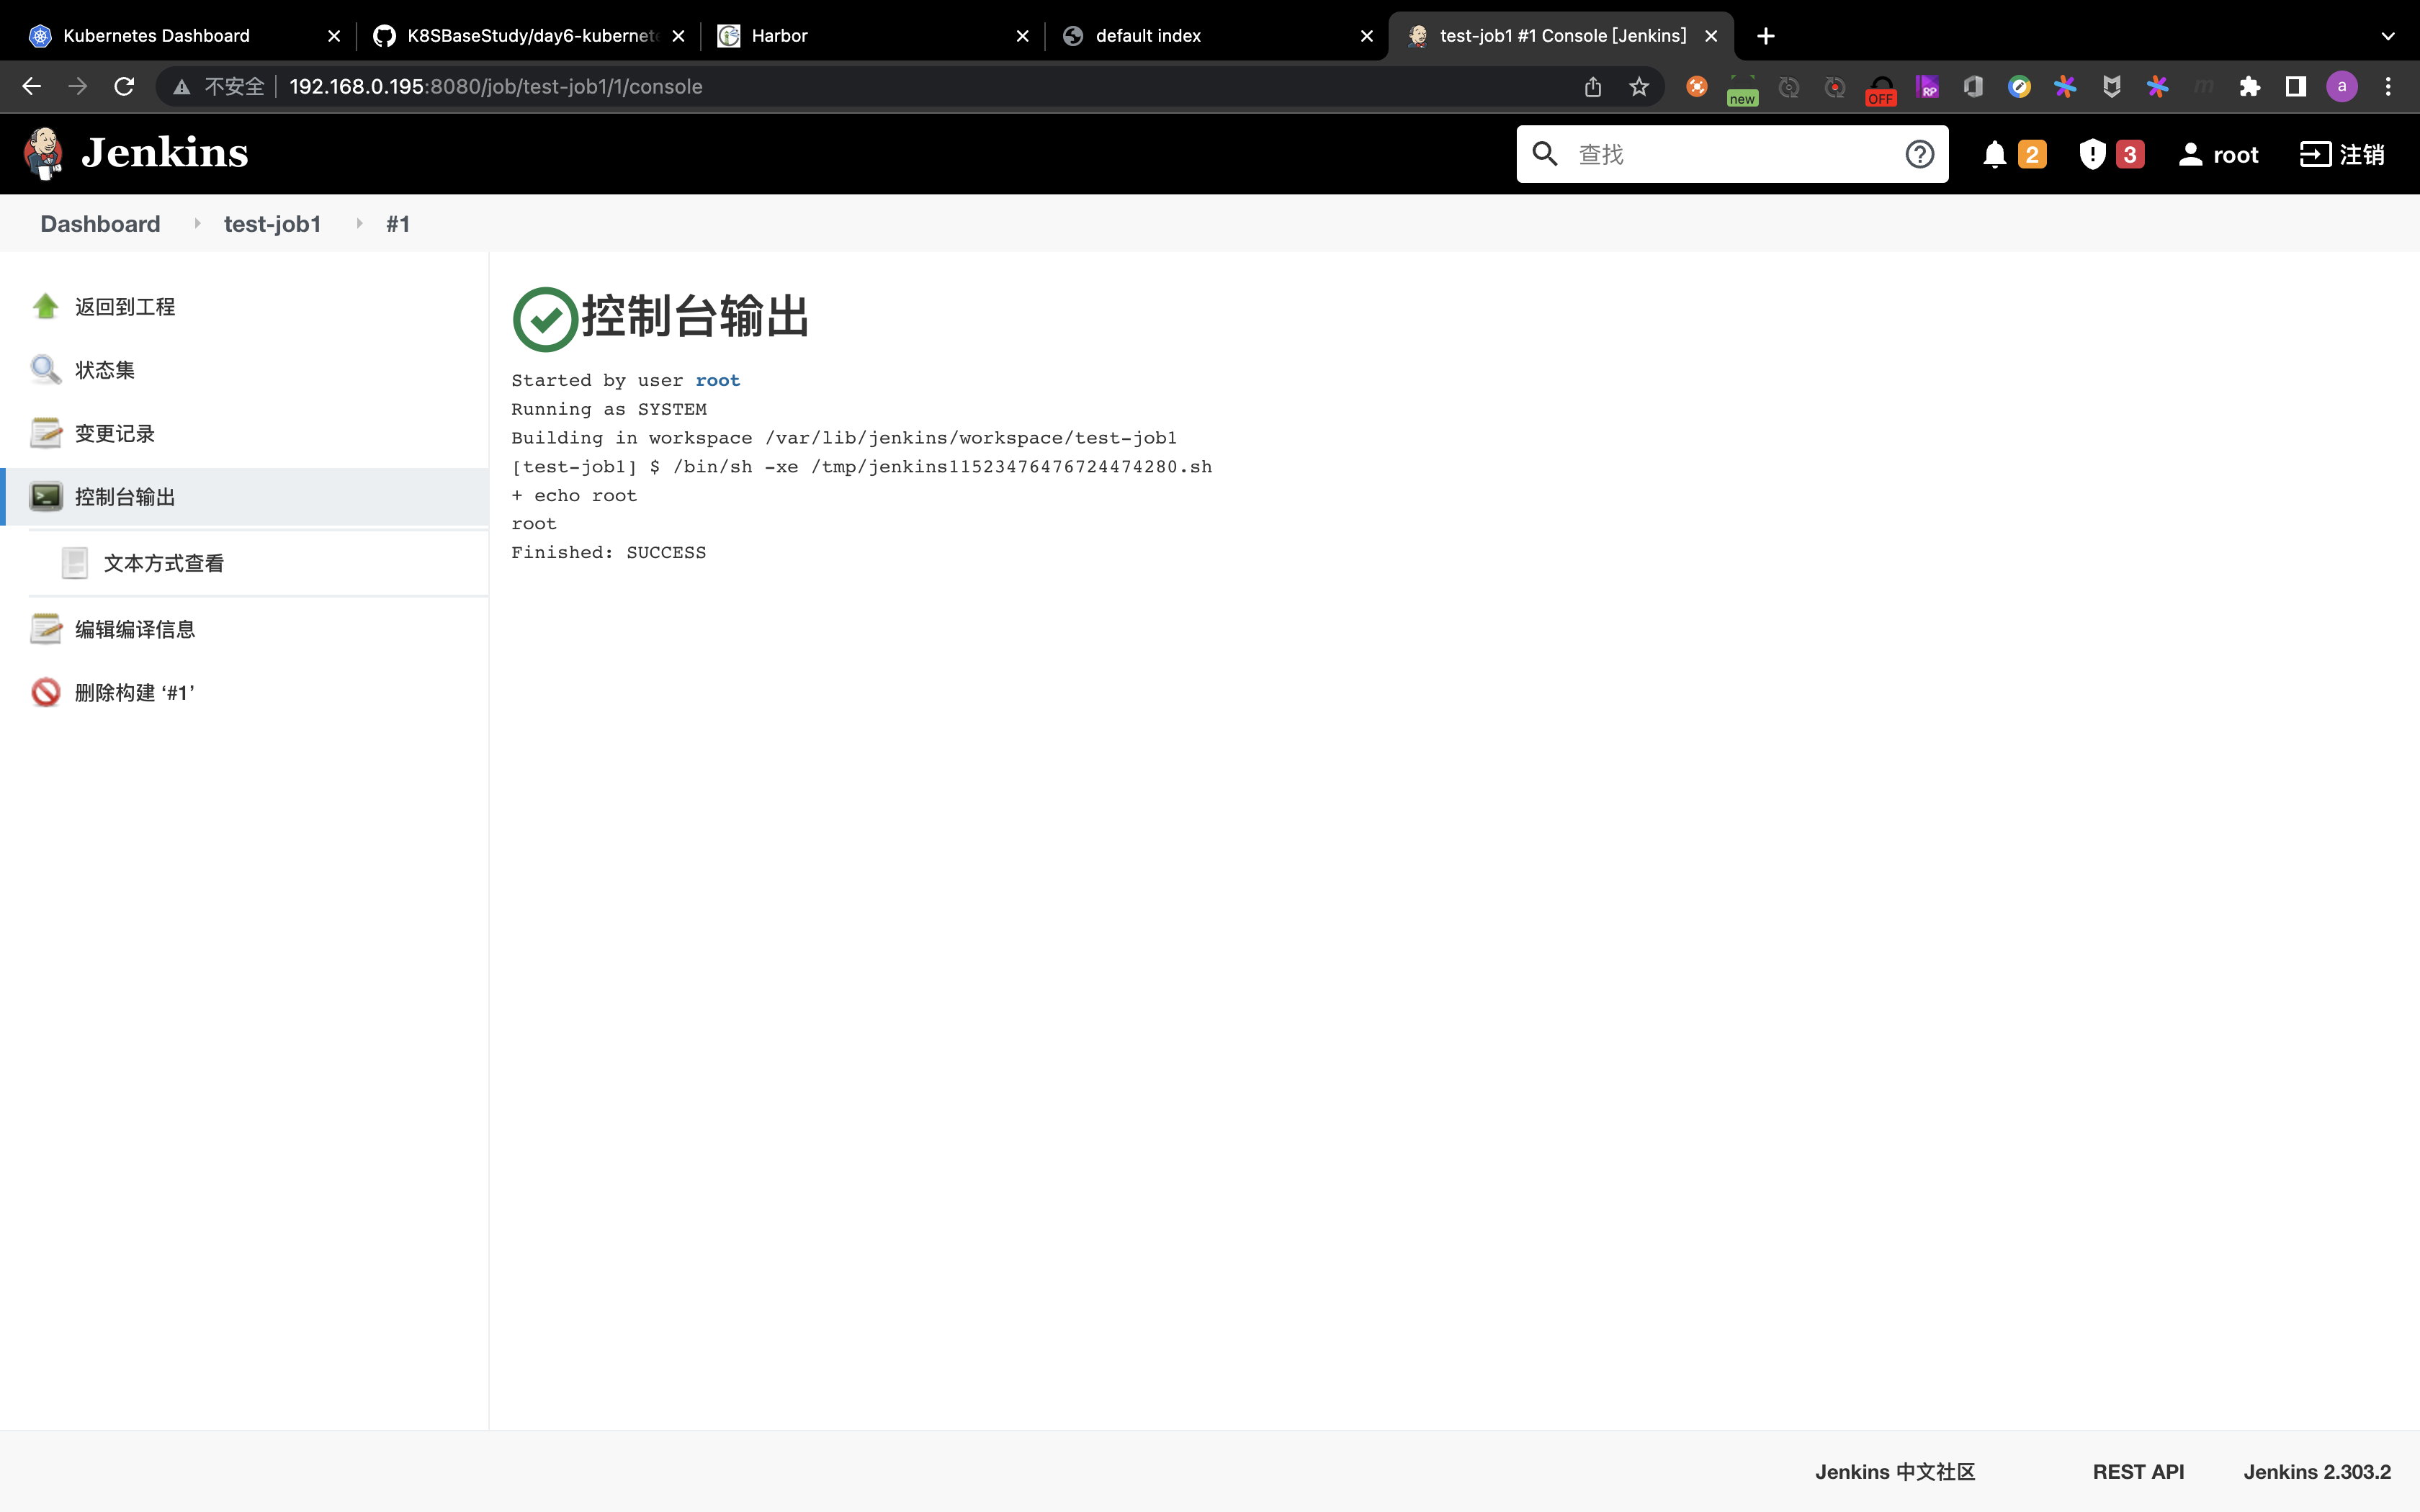 Kubernetes Dashboard
K8SBaseStudy/day6-kubernete
Harbor
default index
test-job1 #1 Console [Jenkins]
不安全
192.168.0.195:8080/job/test-job1/1/console
new
OFF
RP
a
Jenkins
查找
2
3
root
注销
Dashboard
test-job1
#1
返回到工程
状态集
变更记录
控制台输出
文本方式查看
编辑编译信息
删除构建 ‘#1’
控制台输出
Started by user root
Running as SYSTEM
Building in workspace /var/lib/jenkins/workspace/test-job1
[test-job1] $ /bin/sh -xe /tmp/jenkins11523476476724474280.sh
+ echo root
root
Finished: SUCCESS
Jenkins 中文社区
REST API
Jenkins 2.303.2